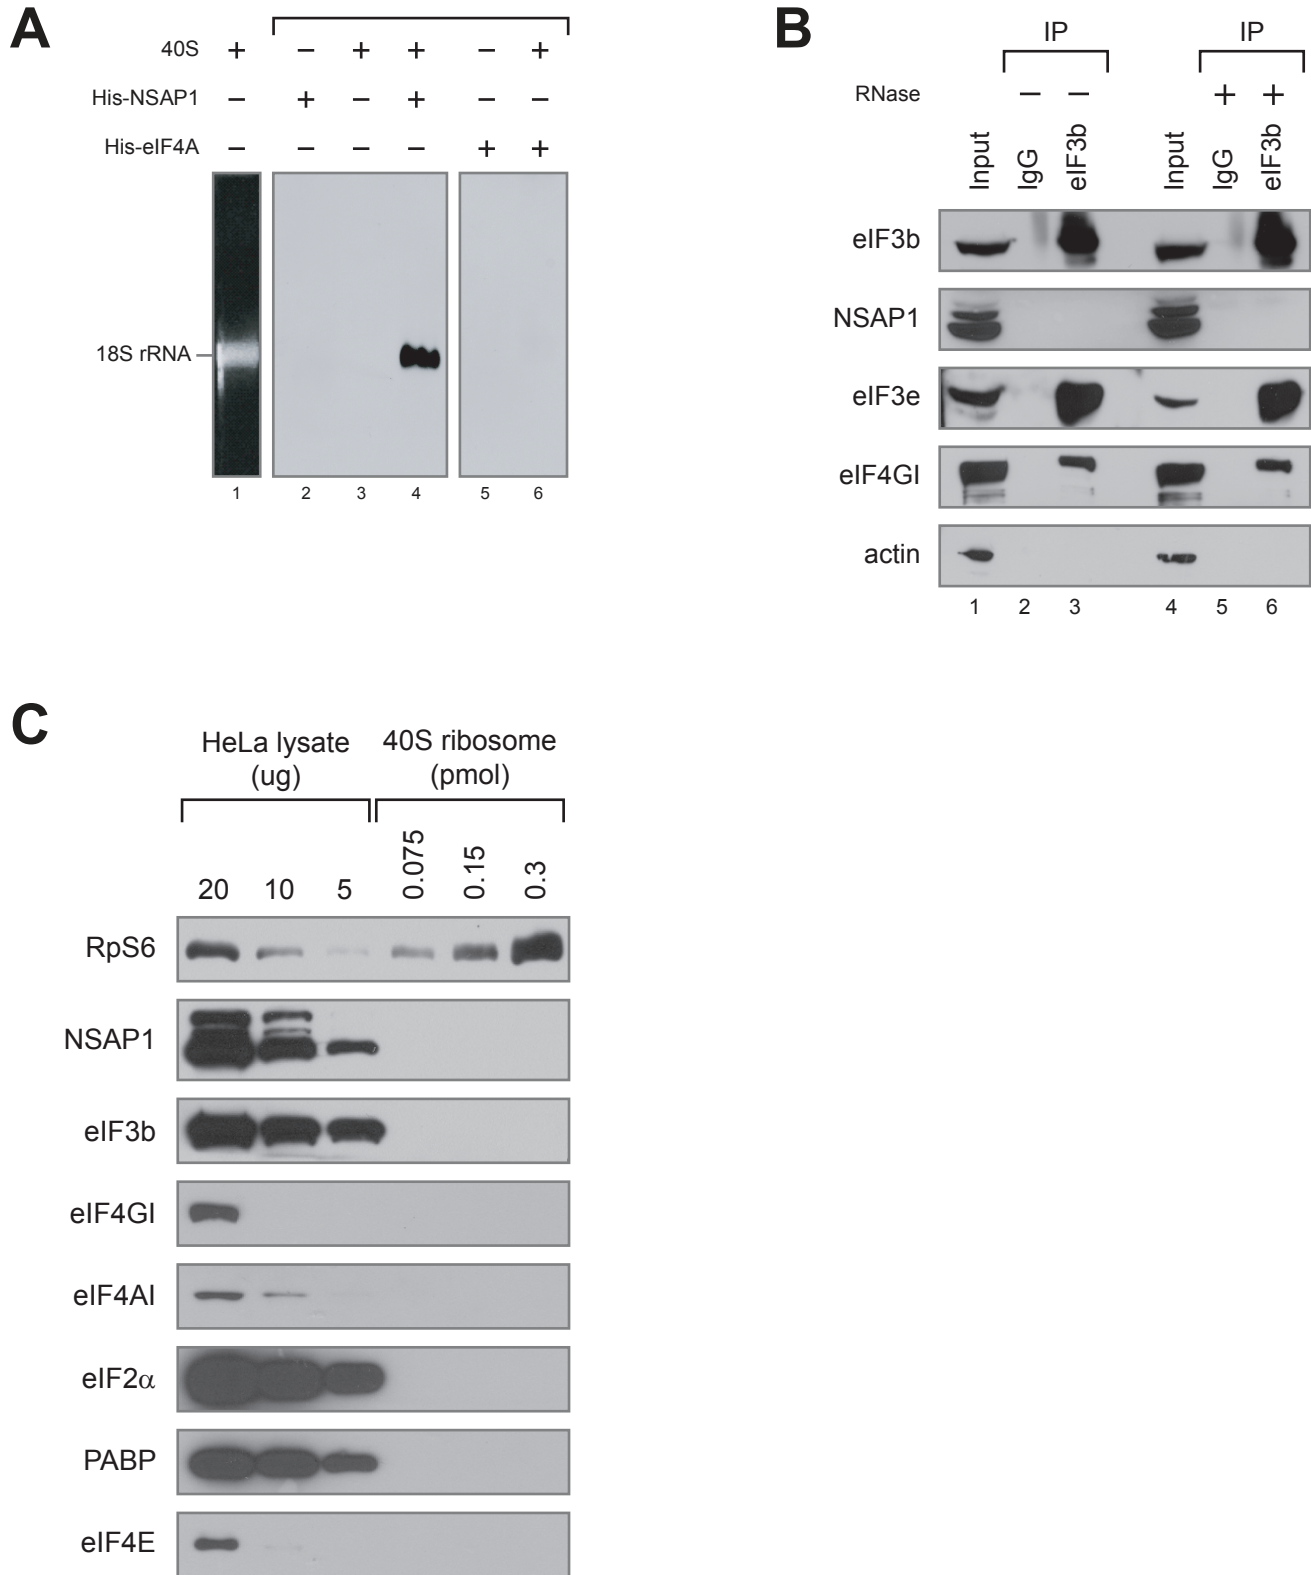 A
40S + − + + − +
His-NSAP1 − + − + − −
His-eIF4A − − − − + +
18S rRNA
1 2 3 4 5 6
B
IP IP
RNase − − + +
Input IgG eIF3b Input IgG eIF3b
eIF3b
NSAP1
eIF3e
eIF4GI
actin
1 2 3 4 5 6
C
HeLa lysate (ug)
40S ribosome (pmol)
20 10 5 0.075 0.15 0.3
RpS6
NSAP1
eIF3b
eIF4GI
eIF4AI
eIF2α
PABP
eIF4E